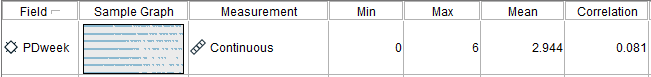 Field Sample Graph Measurement Min Max Mean Correlation
PDweek Continuous 0 6 2.944 0.081